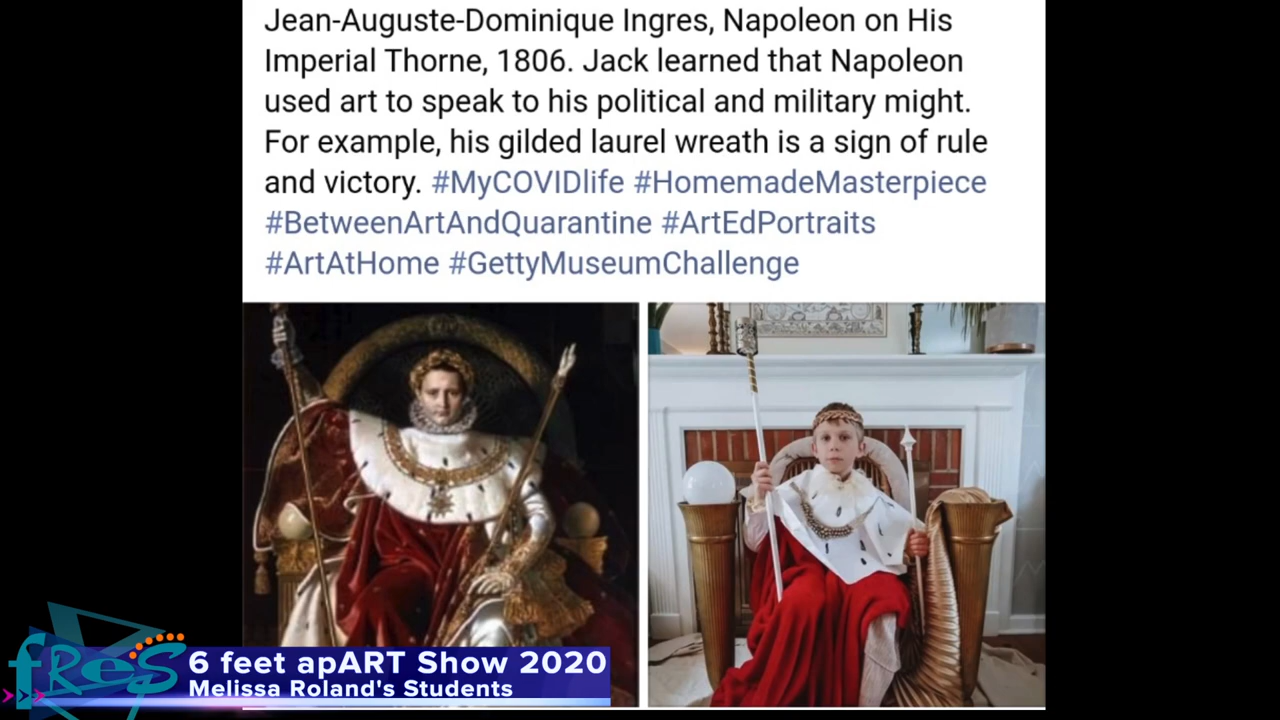 Jean-Auguste-Dominique Ingres, Napoleon on His
Imperial Thorne, 1806. Jack learned that Napoleon
used art to speak to his political and military might.
For example, his gilded laurel wreath is a sign of rule
and victory. #MyCOVIDlife #HomemadeMasterpiece
#BetweenArtAndQuarantine #ArtEdPortraits
#ArtAtHome #GettyMuseumChallenge
fRes
6 feet apART Show 2020
Melissa Roland's Students